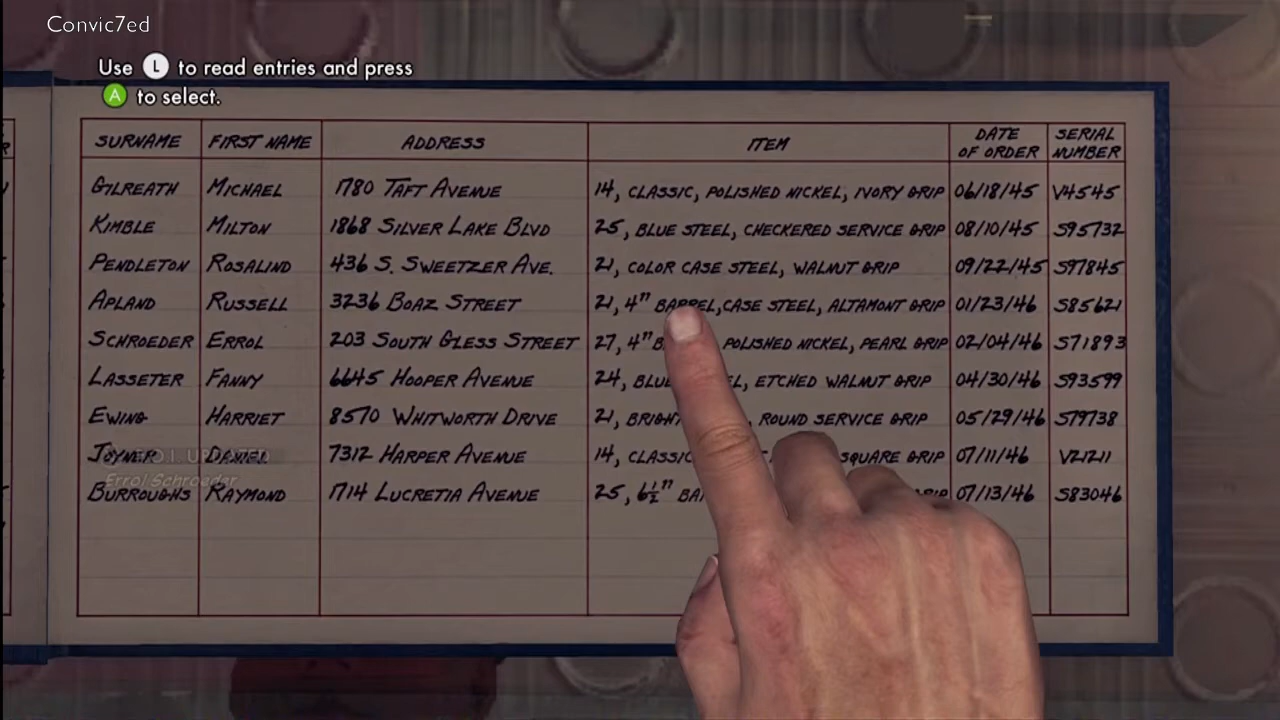 Convic7ed
Use L to read entries and press
A to select.
SURNAME FIRST NAME ADDRESS ITEM DATE OF ORDER SERIAL NUMBER
GILREATH MICHAEL 1780 TAFT AVENUE 14, CLASSIC, POLISHED NICKEL, IVORY GRIP 06/18/45 V4545
KIMBLE MILTON 1868 SILVER LAKE BLVD 25, BLUE STEEL, CHECKERED SERVICE GRIP 08/10/45 S95732
PENDLETON ROSALIND 436 S. SWEETZER AVE. 21, COLOR CASE STEEL, WALNUT GRIP 09/22/45 S97845
APLAND RUSSELL 3236 BOAZ STREET 21, 4" BARREL, CASE STEEL, ALTAMONT GRIP 01/23/46 S85621
SCHROEDER ERROL 203 SOUTH GLESS STREET 27, 4" POLISHED NICKEL, PEARL GRIP 02/04/46 S71893
LASSETER FANNY 6645 HOOPER AVENUE 24, ETCHED WALNUT GRIP 04/30/46 S93599
EWING HARRIET 8570 WHITWORTH DRIVE 21, ROUND SERVICE GRIP 05/29/46 S79738
JOYNER DANIEL 7312 HARPER AVENUE 14, CLASSIC SQUARE GRIP 07/11/46 V21211
Errol Schroeder
BURROUGHS RAYMOND 1714 LUCRETIA AVENUE 25, 6½" 07/13/46 S83046